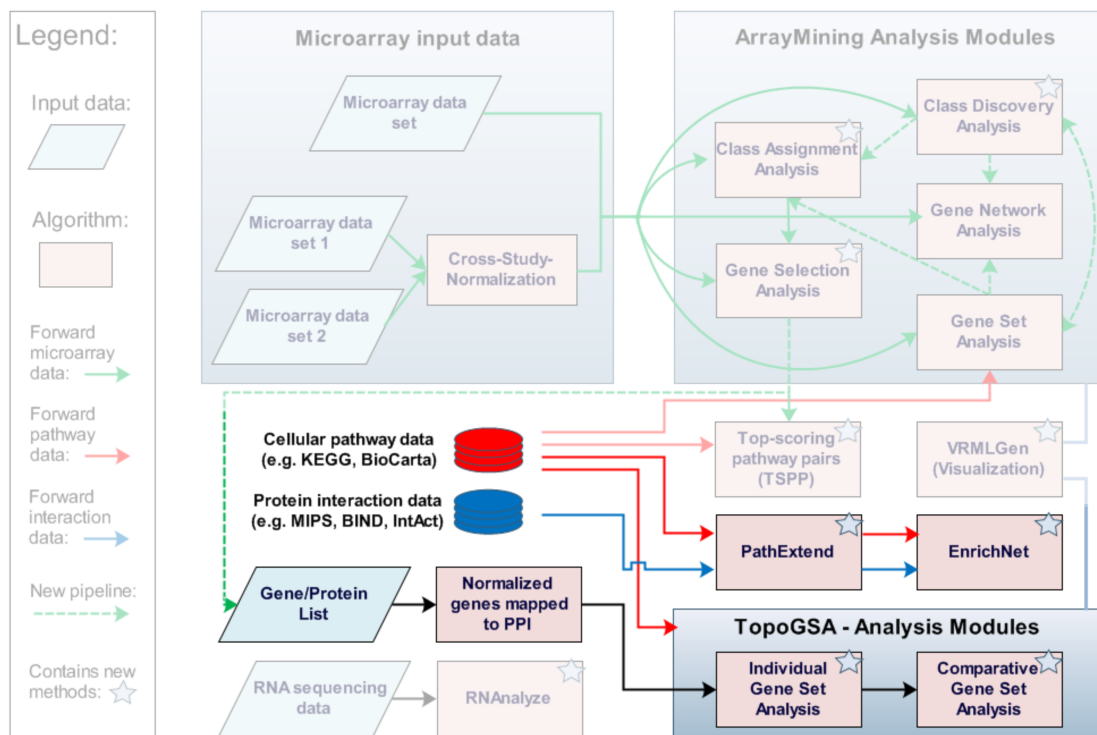 Legend:
Input data:
Algorithm:
Forward
microarray
data:
Forward
pathway
data:
Forward
interaction
data:
New pipeline:
Contains new
methods:
Microarray input data
Microarray data
set
Microarray data
set 1
Microarray data
set 2
Cross-Study-
Normalization
ArrayMining Analysis Modules
Class Discovery
Analysis
Class Assignment
Analysis
Gene Network
Analysis
Gene Selection
Analysis
Gene Set
Analysis
Cellular pathway data
(e.g. KEGG, BioCarta)
Top-scoring
pathway pairs
(TSPP)
VRMLGen
(Visualization)
Protein interaction data
(e.g. MIPS, BIND, IntAct)
PathExtend
EnrichNet
Gene/Protein
List
Normalized
genes mapped
to PPI
TopoGSA - Analysis Modules
Individual
Gene Set
Analysis
Comparative
Gene Set
Analysis
RNA sequencing
data
RNAnalyze